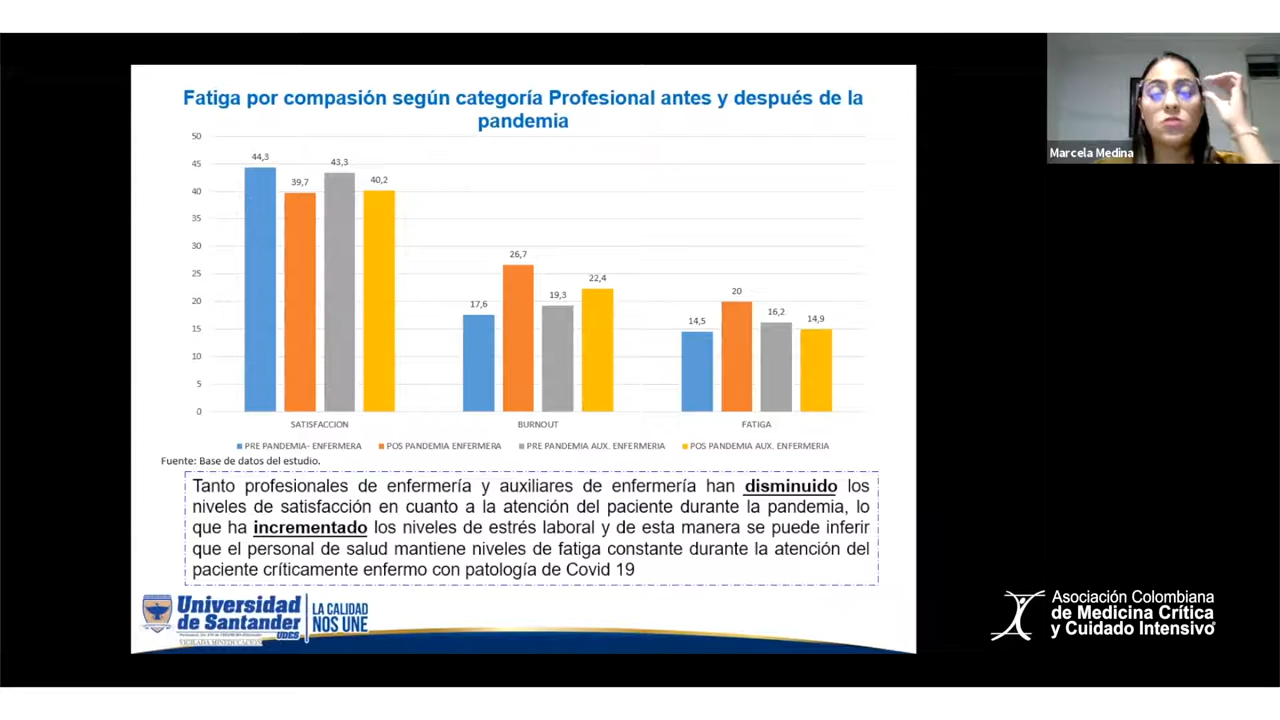 Fatiga por compasión según categoría Profesional antes y después de la
pandemia
50
45
40
35
30
25
20
15
10
5
0
44,3
39,7
43,3
40,2
17,6
26,7
19,3
22,4
14,5
20
16,2
14,9
SATISFACCION
BURNOUT
FATIGA
PRE PANDEMIA- ENFERMERA
POS PANDEMIA ENFERMERA
PRE PANDEMIA AUX. ENFERMERIA
POS PANDEMIA AUX. ENFERMERIA
Fuente: Base de datos del estudio.
Tanto profesionales de enfermería y auxiliares de enfermería han disminuido los
niveles de satisfacción en cuanto a la atención del paciente durante la pandemia, lo
que ha incrementado los niveles de estrés laboral y de esta manera se puede inferir
que el personal de salud mantiene niveles de fatiga constante durante la atención del
paciente críticamente enfermo con patología de Covid 19
Universidad
de Santander
UDES
VIGILADA MINEDUCACIÓN
LA CALIDAD
NOS UNE
Marcela Medina
Asociación Colombiana
de Medicina Crítica
y Cuidado Intensivo